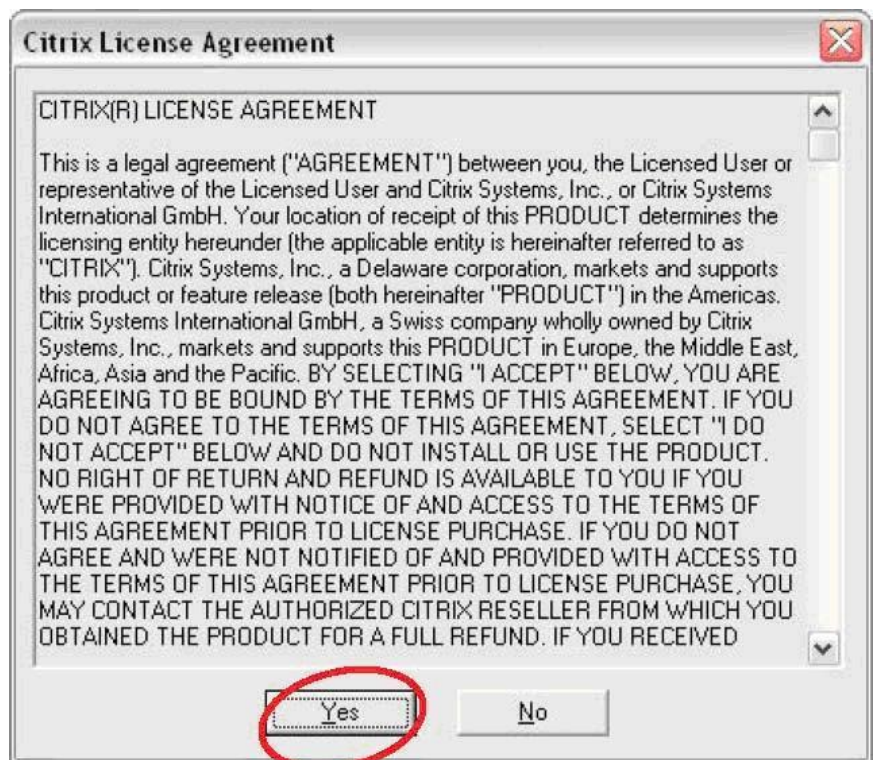 Citrix License Agreement
CITRIX(R) LICENSE AGREEMENT
This is a legal agreement ("AGREEMENT") between you, the Licensed User or
representative of the Licensed User and Citrix Systems, Inc., or Citrix Systems
International GmbH. Your location of receipt of this PRODUCT determines the
licensing entity hereunder (the applicable entity is hereinafter referred to as
"CITRIX"). Citrix Systems, Inc., a Delaware corporation, markets and supports
this product or feature release (both hereinafter "PRODUCT") in the Americas.
Citrix Systems International GmbH, a Swiss company wholly owned by Citrix
Systems, Inc., markets and supports this PRODUCT in Europe, the Middle East,
Africa, Asia and the Pacific. BY SELECTING "I ACCEPT" BELOW, YOU ARE
AGREEING TO BE BOUND BY THE TERMS OF THIS AGREEMENT. IF YOU
DO NOT AGREE TO THE TERMS OF THIS AGREEMENT, SELECT "I DO
NOT ACCEPT" BELOW AND DO NOT INSTALL OR USE THE PRODUCT.
NO RIGHT OF RETURN AND REFUND IS AVAILABLE TO YOU IF YOU
WERE PROVIDED WITH NOTICE OF AND ACCESS TO THE TERMS OF
THIS AGREEMENT PRIOR TO LICENSE PURCHASE. IF YOU DO NOT
AGREE AND WERE NOT NOTIFIED OF AND PROVIDED WITH ACCESS TO
THE TERMS OF THIS AGREEMENT PRIOR TO LICENSE PURCHASE, YOU
MAY CONTACT THE AUTHORIZED CITRIX RESELLER FROM WHICH YOU
OBTAINED THE PRODUCT FOR A FULL REFUND. IF YOU RECEIVED
Yes No